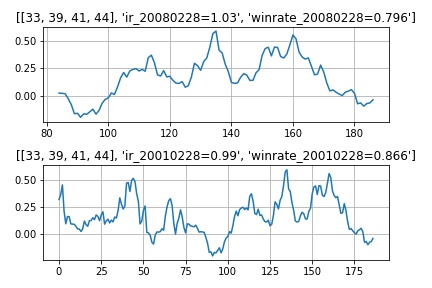 [[33, 39, 41, 44], 'ir_20080228=1.03', 'winrate_20080228=0.796']
0.50
0.25
0.00
80 100 120 140 160 180
[[33, 39, 41, 44], 'ir_20010228=0.99', 'winrate_20010228=0.866']
0.50
0.25
0.00
0 25 50 75 100 125 150 175